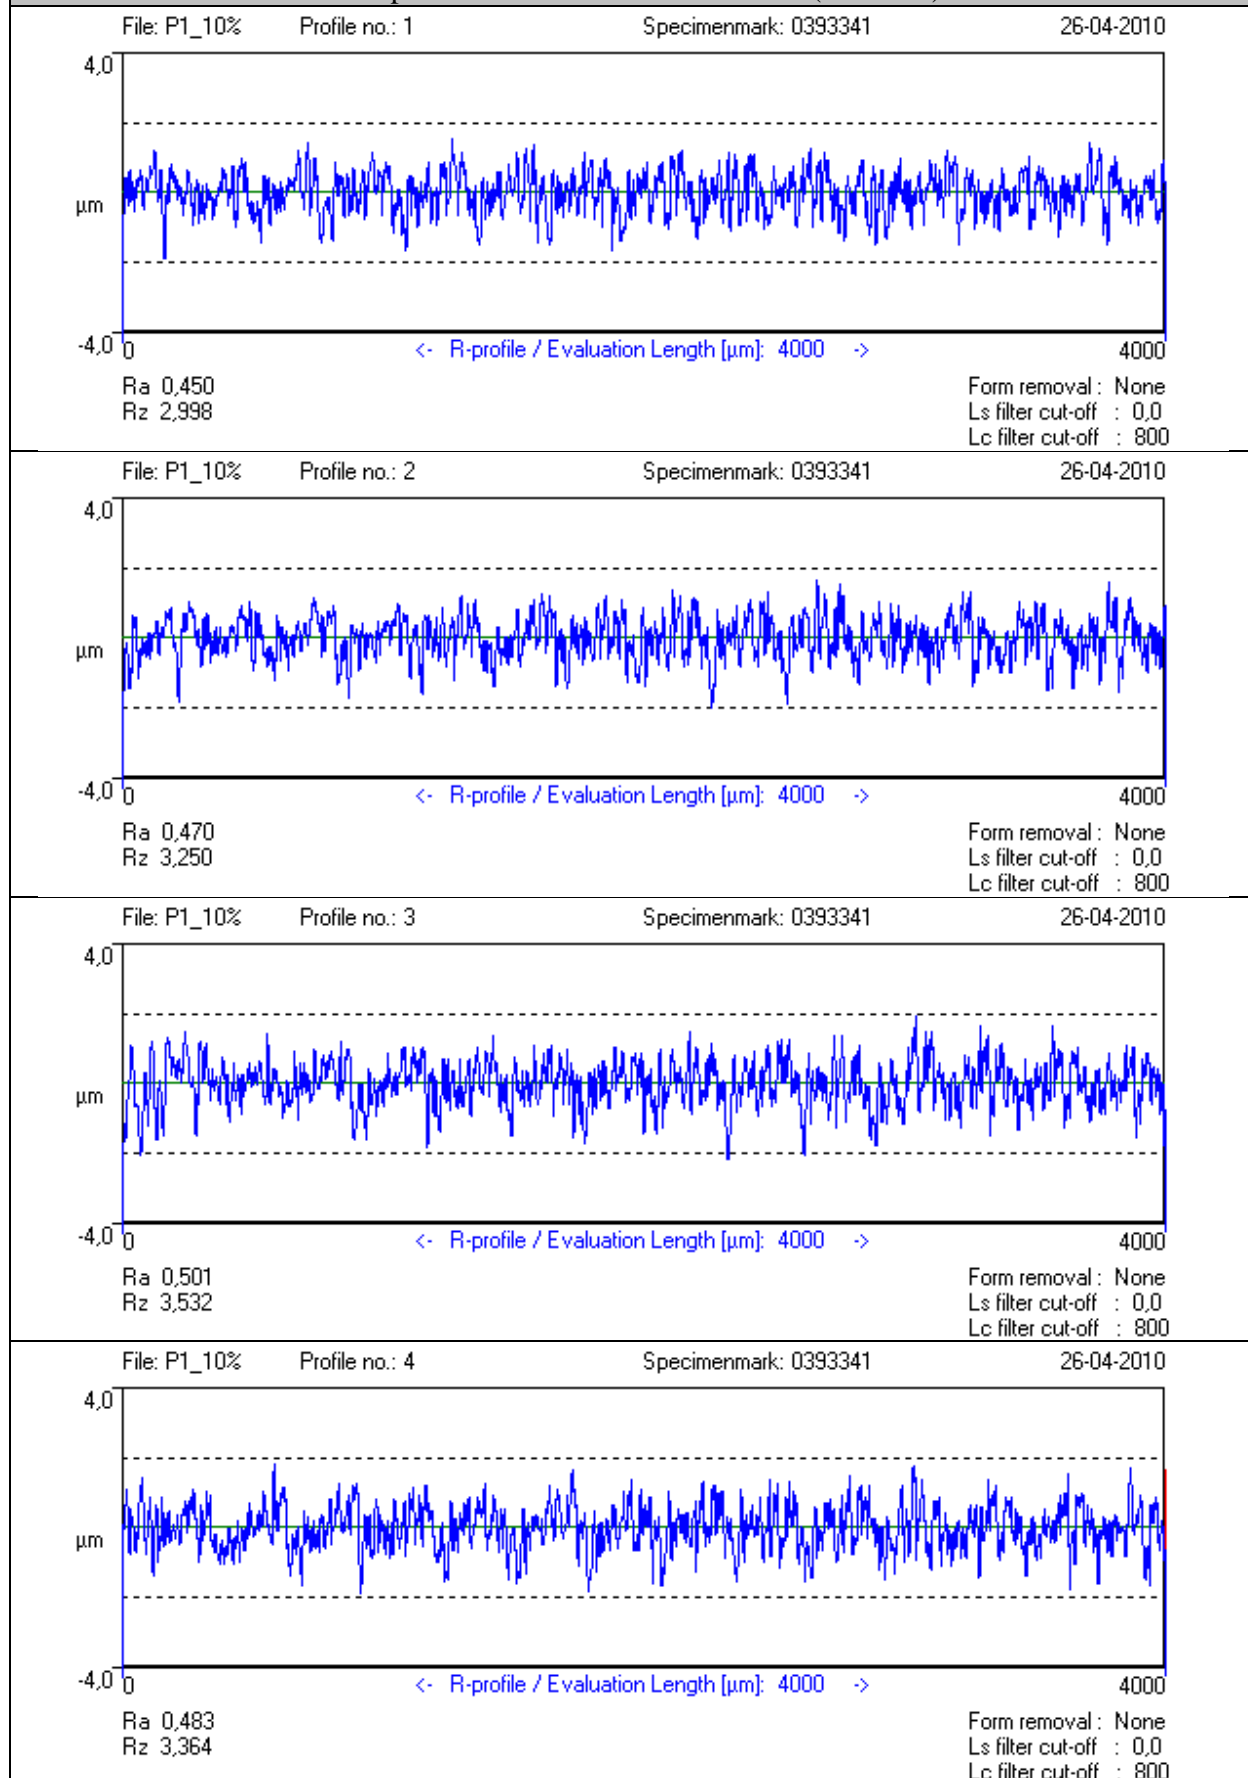 File: P1_10% Profile no.: 1 Specimenmark: 0393341 26-04-2010
4,0
µm
-4,0 0 <- R-profile / Evaluation Length [µm]: 4000 -> 4000
Ra 0,450 Form removal : None
Rz 2,998 Ls filter cut-off : 0,0
Lc filter cut-off : 800
File: P1_10% Profile no.: 2 Specimenmark: 0393341 26-04-2010
4,0
µm
-4,0 0 <- R-profile / Evaluation Length [µm]: 4000 -> 4000
Ra 0,470 Form removal : None
Rz 3,250 Ls filter cut-off : 0,0
Lc filter cut-off : 800
File: P1_10% Profile no.: 3 Specimenmark: 0393341 26-04-2010
4,0
µm
-4,0 0 <- R-profile / Evaluation Length [µm]: 4000 -> 4000
Ra 0,501 Form removal : None
Rz 3,532 Ls filter cut-off : 0,0
Lc filter cut-off : 800
File: P1_10% Profile no.: 4 Specimenmark: 0393341 26-04-2010
4,0
µm
-4,0 0 <- R-profile / Evaluation Length [µm]: 4000 -> 4000
Ra 0,483 Form removal : None
Rz 3,364 Ls filter cut-off : 0,0
Lc filter cut-off : 800